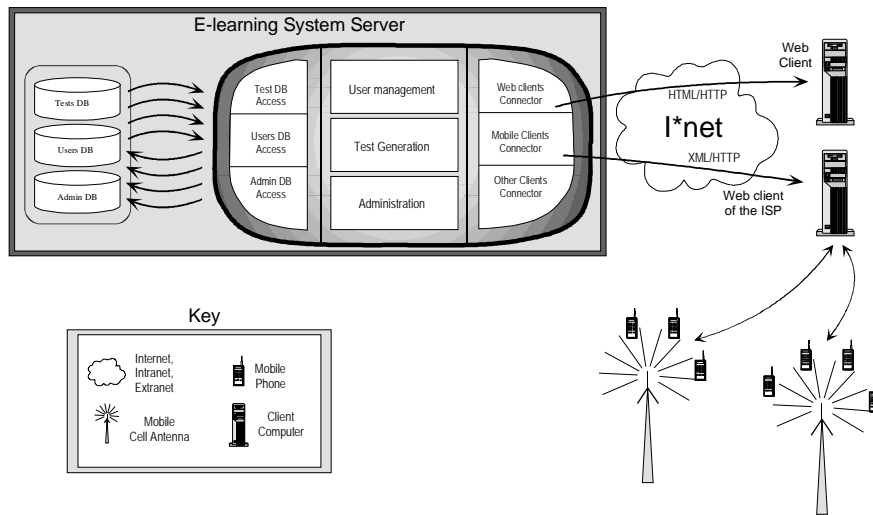 E-learning System Server
Tests DB
Users DB
Admin DB
Test DB
Access
Users DB
Access
Admin DB
Access
User management
Test Generation
Administration
Web clients
Connector
Mobile Clients
Connector
Other Clients
Connector
HTML/HTTP
I*net
XML/HTTP
Web
Client
Web client
of the ISP
Key
Internet,
Intranet,
Extranet
Mobile
Phone
Mobile
Cell Antenna
Client
Computer